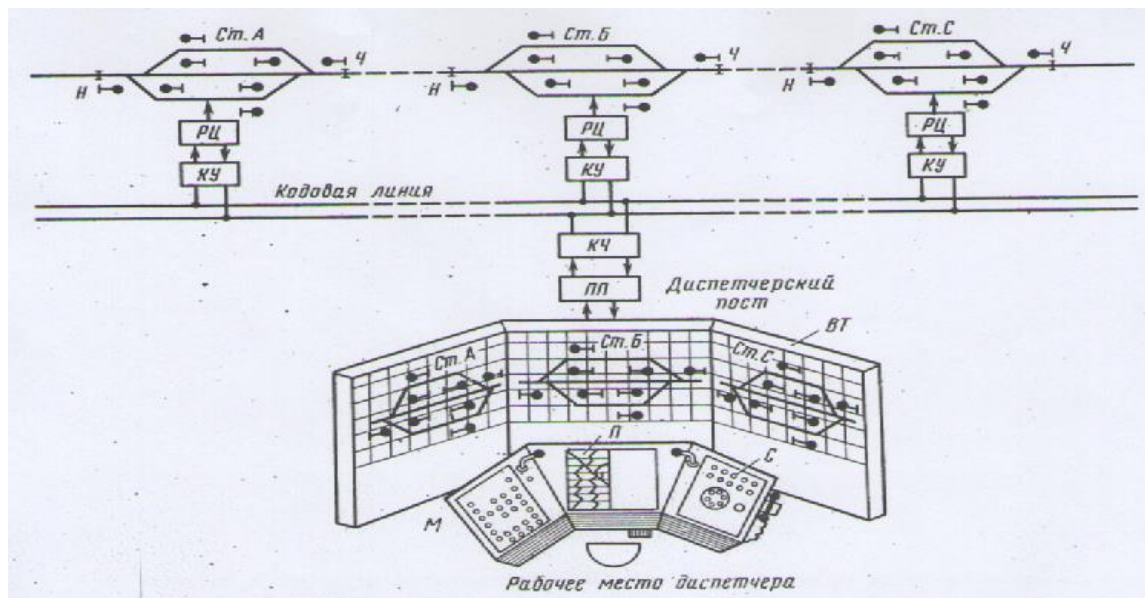 Ст. А
Ст. Б
Ст. С
Ч
Ч
Ч
Н
Н
Н
РЦ
РЦ
РЦ
КУ
КУ
КУ
Кодовая линия
КЧ
ПП
Диспетчерский
пост
ВТ
Ст. А
Ст. Б
Ст. С
П
С
М
Рабочее место диспетчера